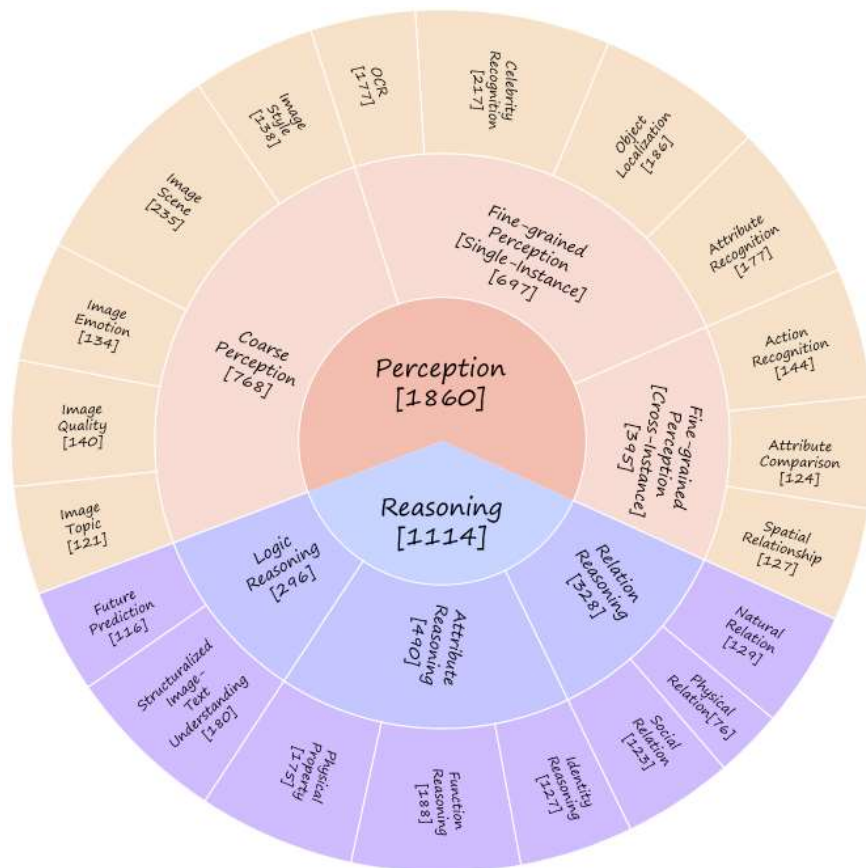 Perception
[1860]
Reasoning
[1114]
Coarse
Perception
[768]
Fine-grained
Perception
[Single-Instance]
[697]
Fine-grained
Perception
[Cross-Instance]
[395]
Logic
Reasoning
[296]
Attribute
Reasoning
[490]
Relation
Reasoning
[328]
Image
Topic
[121]
Image
Quality
[140]
Image
Emotion
[134]
Image
Scene
[235]
Image
Style
[138]
OCR
[177]
Celebrity
Recognition
[217]
Object
Localization
[186]
Attribute
Recognition
[177]
Action
Recognition
[144]
Attribute
Comparison
[124]
Spatial
Relationship
[127]
Natural
Relation
[129]
Physical
Relation[76]
Social
Relation
[123]
Identity
Reasoning
[127]
Function
Reasoning
[188]
Physical
Property
[175]
Structuralized
Image-
Text
Understanding
[180]
Future
Prediction
[116]